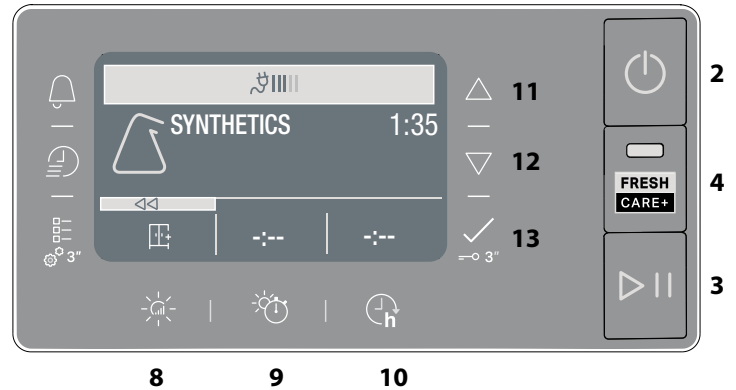 2
11
SYNTHETICS 1:35
12
FRESH
CARE+
4
-:-- -:--
3" 3" 13
h
3
8 9 10